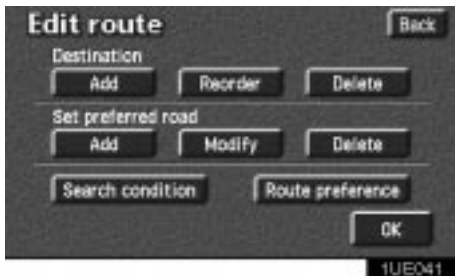 Edit route Back
Destination
Add Reorder Delete
Set preferred road
Add Modify Delete
Search condition Route preference
OK
1UE041